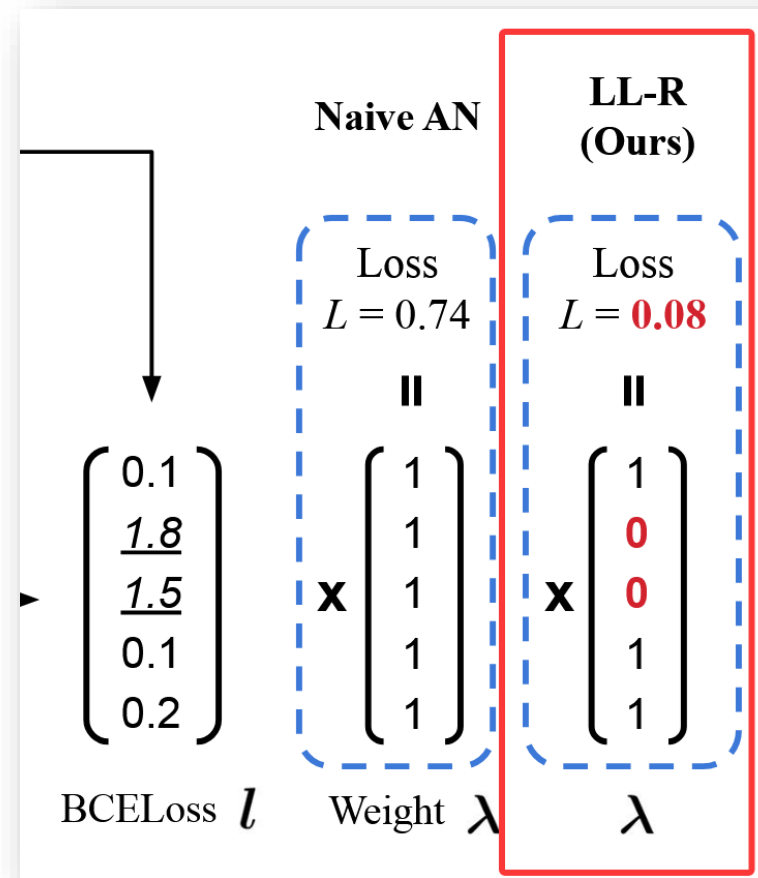 Naive AN
LL-R
(Ours)
Loss
L = 0.74
Loss
L = 0.08
=
=
0.1
1.8
1.5
0.1
0.2
x
1
1
1
1
1
x
1
0
0
1
1
BCELoss l
Weight λ
λ